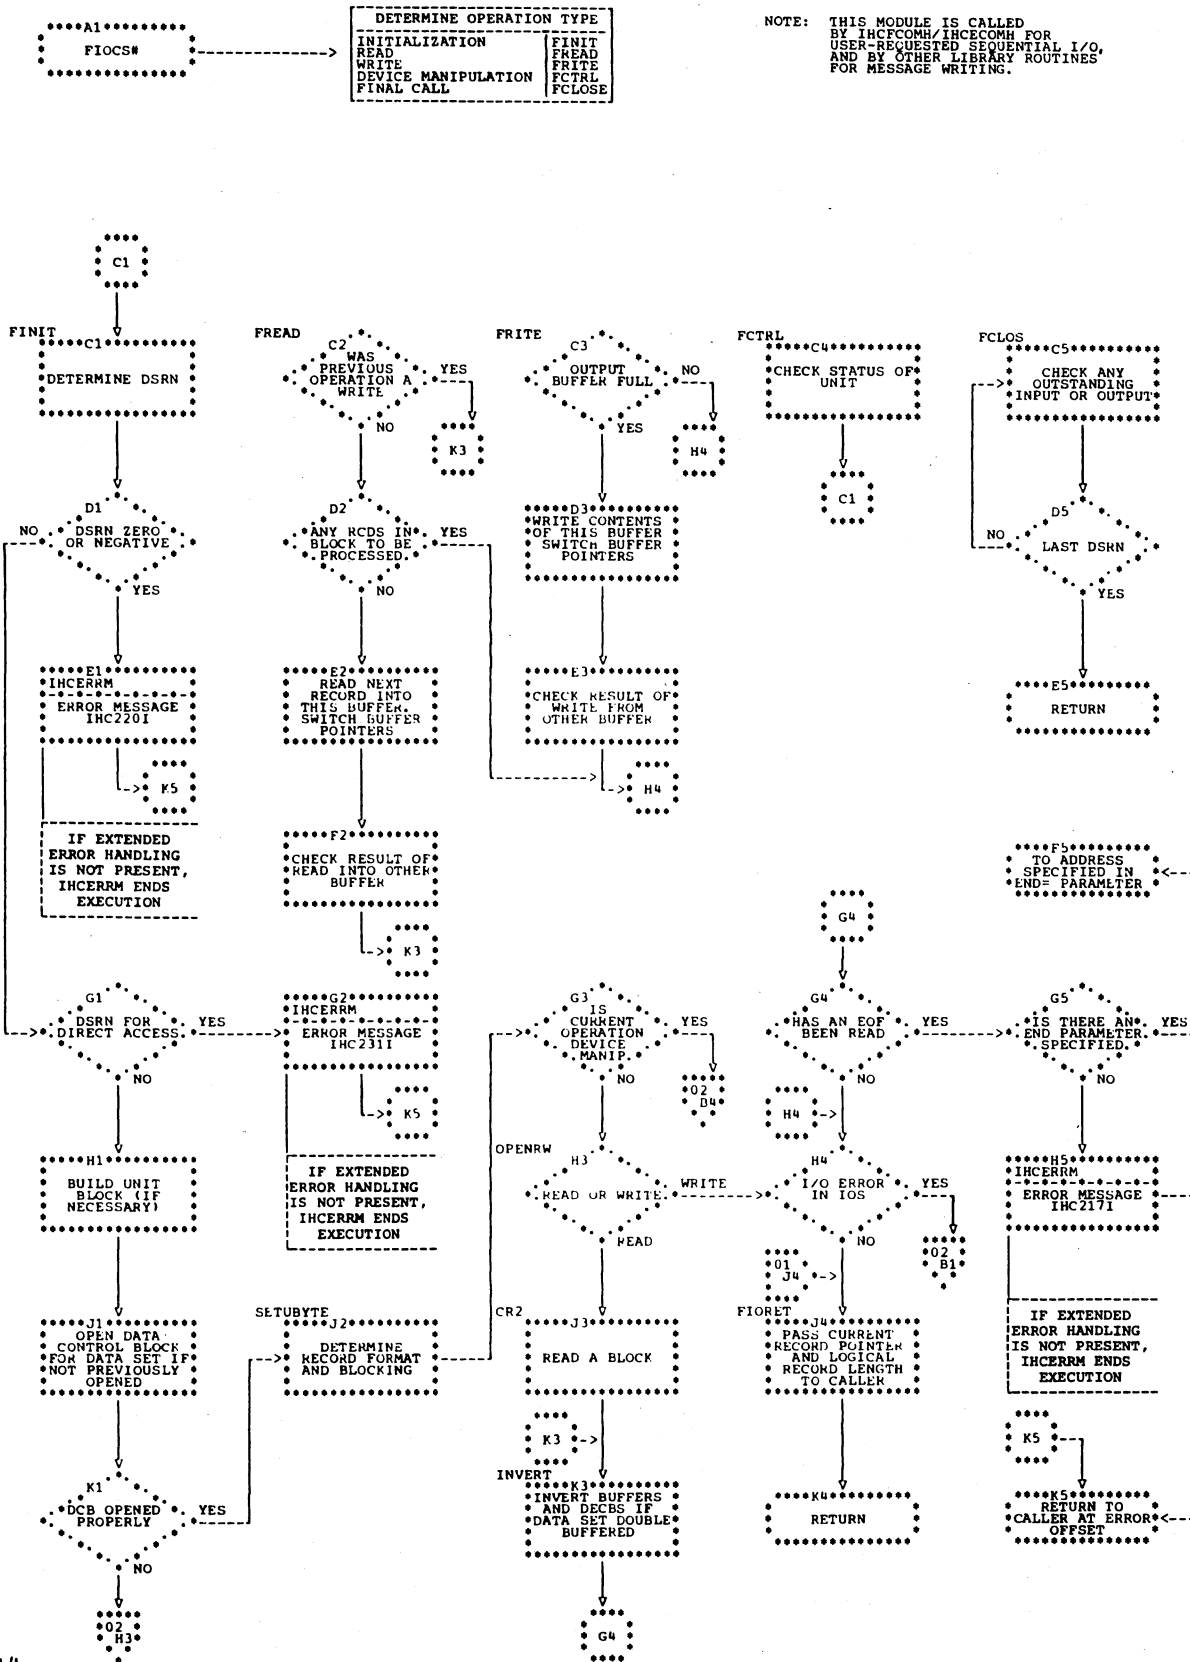 A1
FIOCS#
DETERMINE OPERATION TYPE
INITIALIZATION FINIT
READ FREAD
WRITE FRITE
DEVICE MANIPULATION FCTRL
FINAL CALL FCLOSE
NOTE: THIS MODULE IS CALLED
BY IHCFCOMH/IHCECOMH FOR
USER-REQUESTED SEQUENTIAL I/O,
AND BY OTHER LIBRARY ROUTINES
FOR MESSAGE WRITING.
C1
FINIT
C1
DETERMINE DSRN
D1
DSRN ZERO
OR NEGATIVE
NO
YES
E1
IHCERRM
ERROR MESSAGE
IHC220I
K5
IF EXTENDED
ERROR HANDLING
IS NOT PRESENT,
IHCERRM ENDS
EXECUTION
G1
DSRN FOR
DIRECT ACCESS
YES
NO
H1
BUILD UNIT
BLOCK (IF
NECESSARY)
J1
OPEN DATA
CONTROL BLOCK
FOR DATA SET IF
NOT PREVIOUSLY
OPENED
K1
DCB OPENED
PROPERLY
YES
NO
02
H3
FREAD
C2
WAS
PREVIOUS
OPERATION A
WRITE
YES
NO
K3
D2
ANY RCDS IN
BLOCK TO BE
PROCESSED
YES
NO
E2
READ NEXT
RECORD INTO
THIS BUFFER.
SWITCH BUFFER
POINTERS
F2
CHECK RESULT OF
READ INTO OTHER
BUFFER
K3
G2
IHCERRM
ERROR MESSAGE
IHC231I
K5
IF EXTENDED
ERROR HANDLING
IS NOT PRESENT,
IHCERRM ENDS
EXECUTION
SETUBYTE
J2
DETERMINE
RECORD FORMAT
AND BLOCKING
FRITE
C3
OUTPUT
BUFFER FULL
NO
YES
H4
D3
WRITE CONTENTS
OF THIS BUFFER
SWITCH BUFFER
POINTERS
E3
CHECK RESULT OF
WRITE FROM
OTHER BUFFER
H4
G3
IS
CURRENT
OPERATION
DEVICE
MANIP.
YES
NO
02
B4
OPENRW
H3
READ OR WRITE
WRITE
READ
CR2
J3
READ A BLOCK
K3
INVERT
K3
INVERT BUFFERS
AND DECBS IF
DATA SET DOUBLE
BUFFERED
G4
FCTRL
C4
CHECK STATUS OF
UNIT
C1
G4
G4
HAS AN EOF
BEEN READ
YES
NO
H4
H4
I/O ERROR
IN IOS
YES
NO
02
B1
01
J4
FIORET
J4
PASS CURRENT
RECORD POINTER
AND LOGICAL
RECORD LENGTH
TO CALLER
K4
RETURN
FCLOS
C5
CHECK ANY
OUTSTANDING
INPUT OR OUTPUT
D5
LAST DSRN
NO
YES
E5
RETURN
F5
TO ADDRESS
SPECIFIED IN
END= PARAMETER
G5
IS THERE AN
END PARAMETER
SPECIFIED
YES
NO
H5
IHCERRM
ERROR MESSAGE
IHC217I
IF EXTENDED
ERROR HANDLING
IS NOT PRESENT,
IHCERRM ENDS
EXECUTION
K5
K5
RETURN TO
CALLER AT ERROR
OFFSET